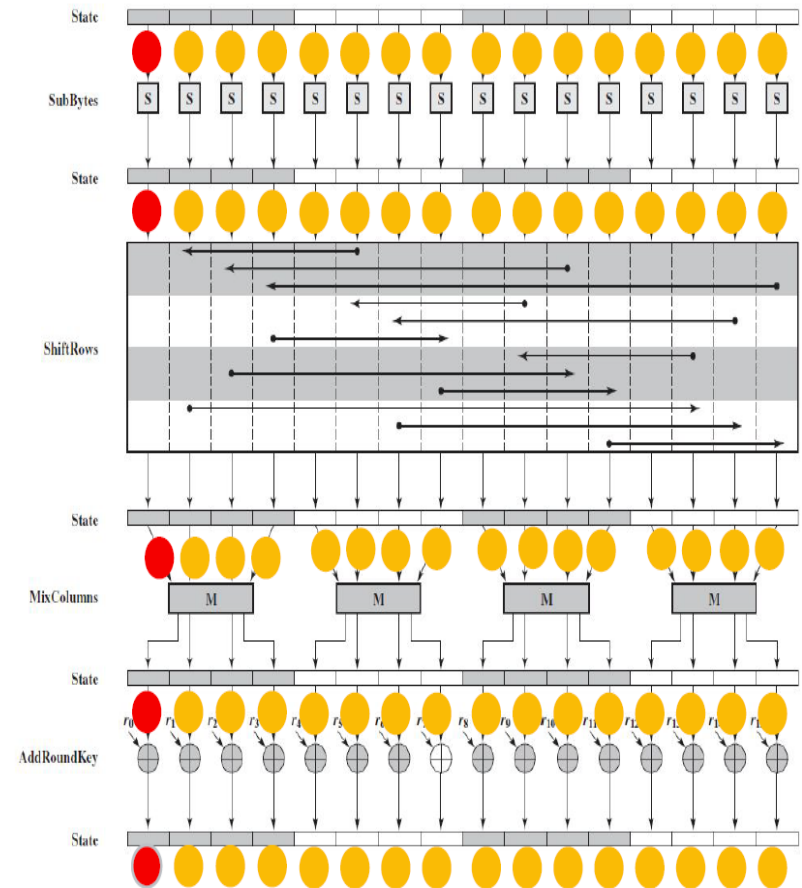 State
SubBytes S S S S S S S S S S S S S S S S
State
ShiftRows
State
MixColumns M M M M
State
r0 r1 r2 r3 r4 r5 r8 r9 r10 r11 r12
AddRoundKey
State